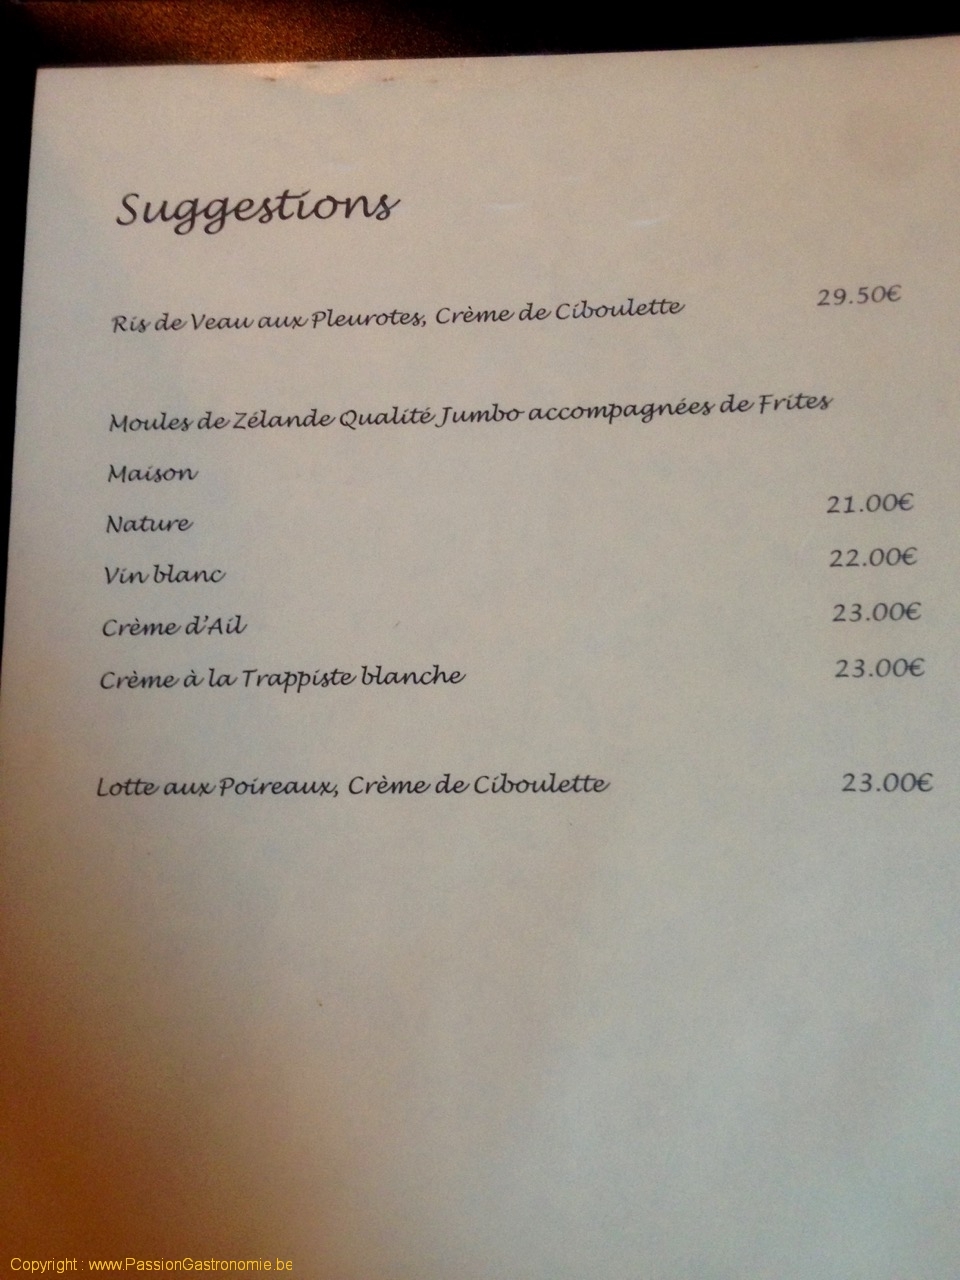 Suggestions
Ris de Veau aux Pleurotes, Crème de Ciboulette 29.50€
Moules de Zélande Qualité Jumbo accompagnées de Frites
Maison
Nature 21.00€
Vin blanc 22.00€
Crème d'Ail 23.00€
Crème à la Trappiste blanche 23.00€
Lotte aux Poireaux, Crème de Ciboulette 23.00€
Copyright : www.PassionGastronomie.be